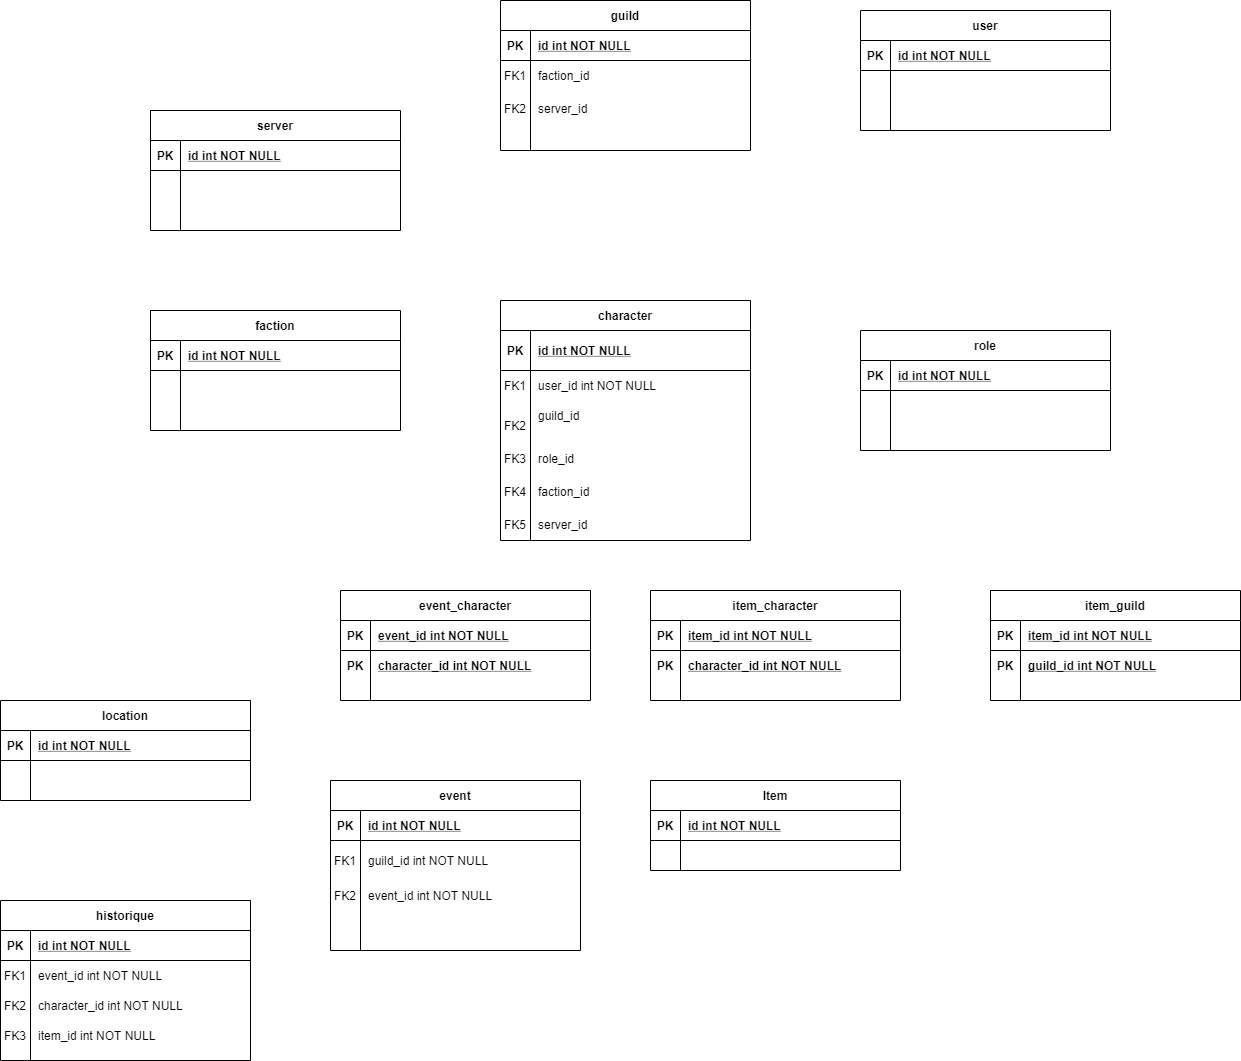 guild
PK id int NOT NULL
FK1 faction_id
FK2 server_id
user
PK id int NOT NULL
server
PK id int NOT NULL
faction
PK id int NOT NULL
character
PK id int NOT NULL
FK1 user_id int NOT NULL
FK2 guild_id
FK3 role_id
FK4 faction_id
FK5 server_id
role
PK id int NOT NULL
event_character
PK event_id int NOT NULL
PK character_id int NOT NULL
item_character
PK item_id int NOT NULL
PK character_id int NOT NULL
item_guild
PK item_id int NOT NULL
PK guild_id int NOT NULL
location
PK id int NOT NULL
event
PK id int NOT NULL
FK1 guild_id int NOT NULL
FK2 event_id int NOT NULL
Item
PK id int NOT NULL
historique
PK id int NOT NULL
FK1 event_id int NOT NULL
FK2 character_id int NOT NULL
FK3 item_id int NOT NULL